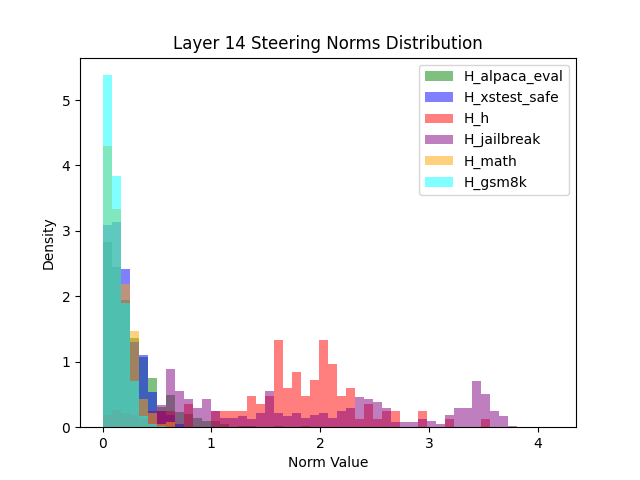 Layer 14 Steering Norms Distribution
H_alpaca_eval
H_xstest_safe
H_h
H_jailbreak
H_math
H_gsm8k
Density
5
4
3
2
1
0
0 1 2 3 4
Norm Value